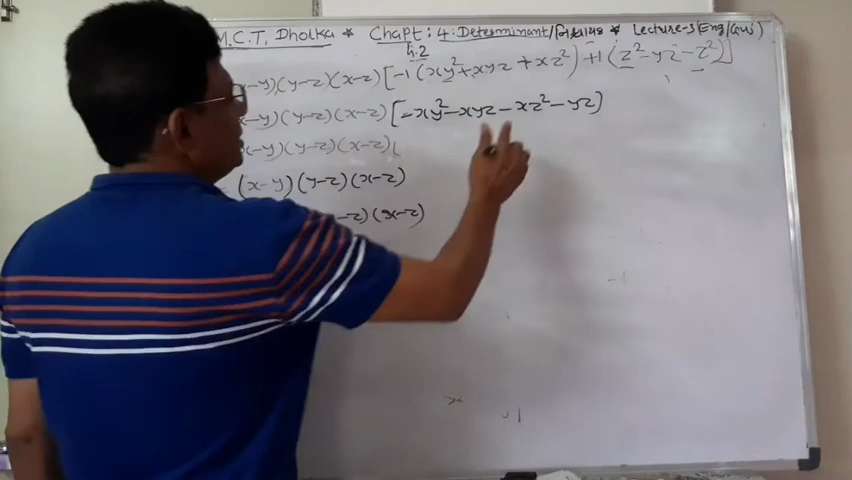 M.C.T, Dholka * Chapt: 4. Determinant/નિશ્ચાયક * Lecture-3 (Eng/Guj)
4.2
x-y)(y-z)(x-z)[-1(xy²+xyz+xz²)+1(z²-yz-z²)]
x-y)(y-z)(x-z)[-xy²-xyz-xz²-yz]
x-y)(y-z)(x-z)[
= (x-y)(y-z)(x-z)
-z)(x-z)